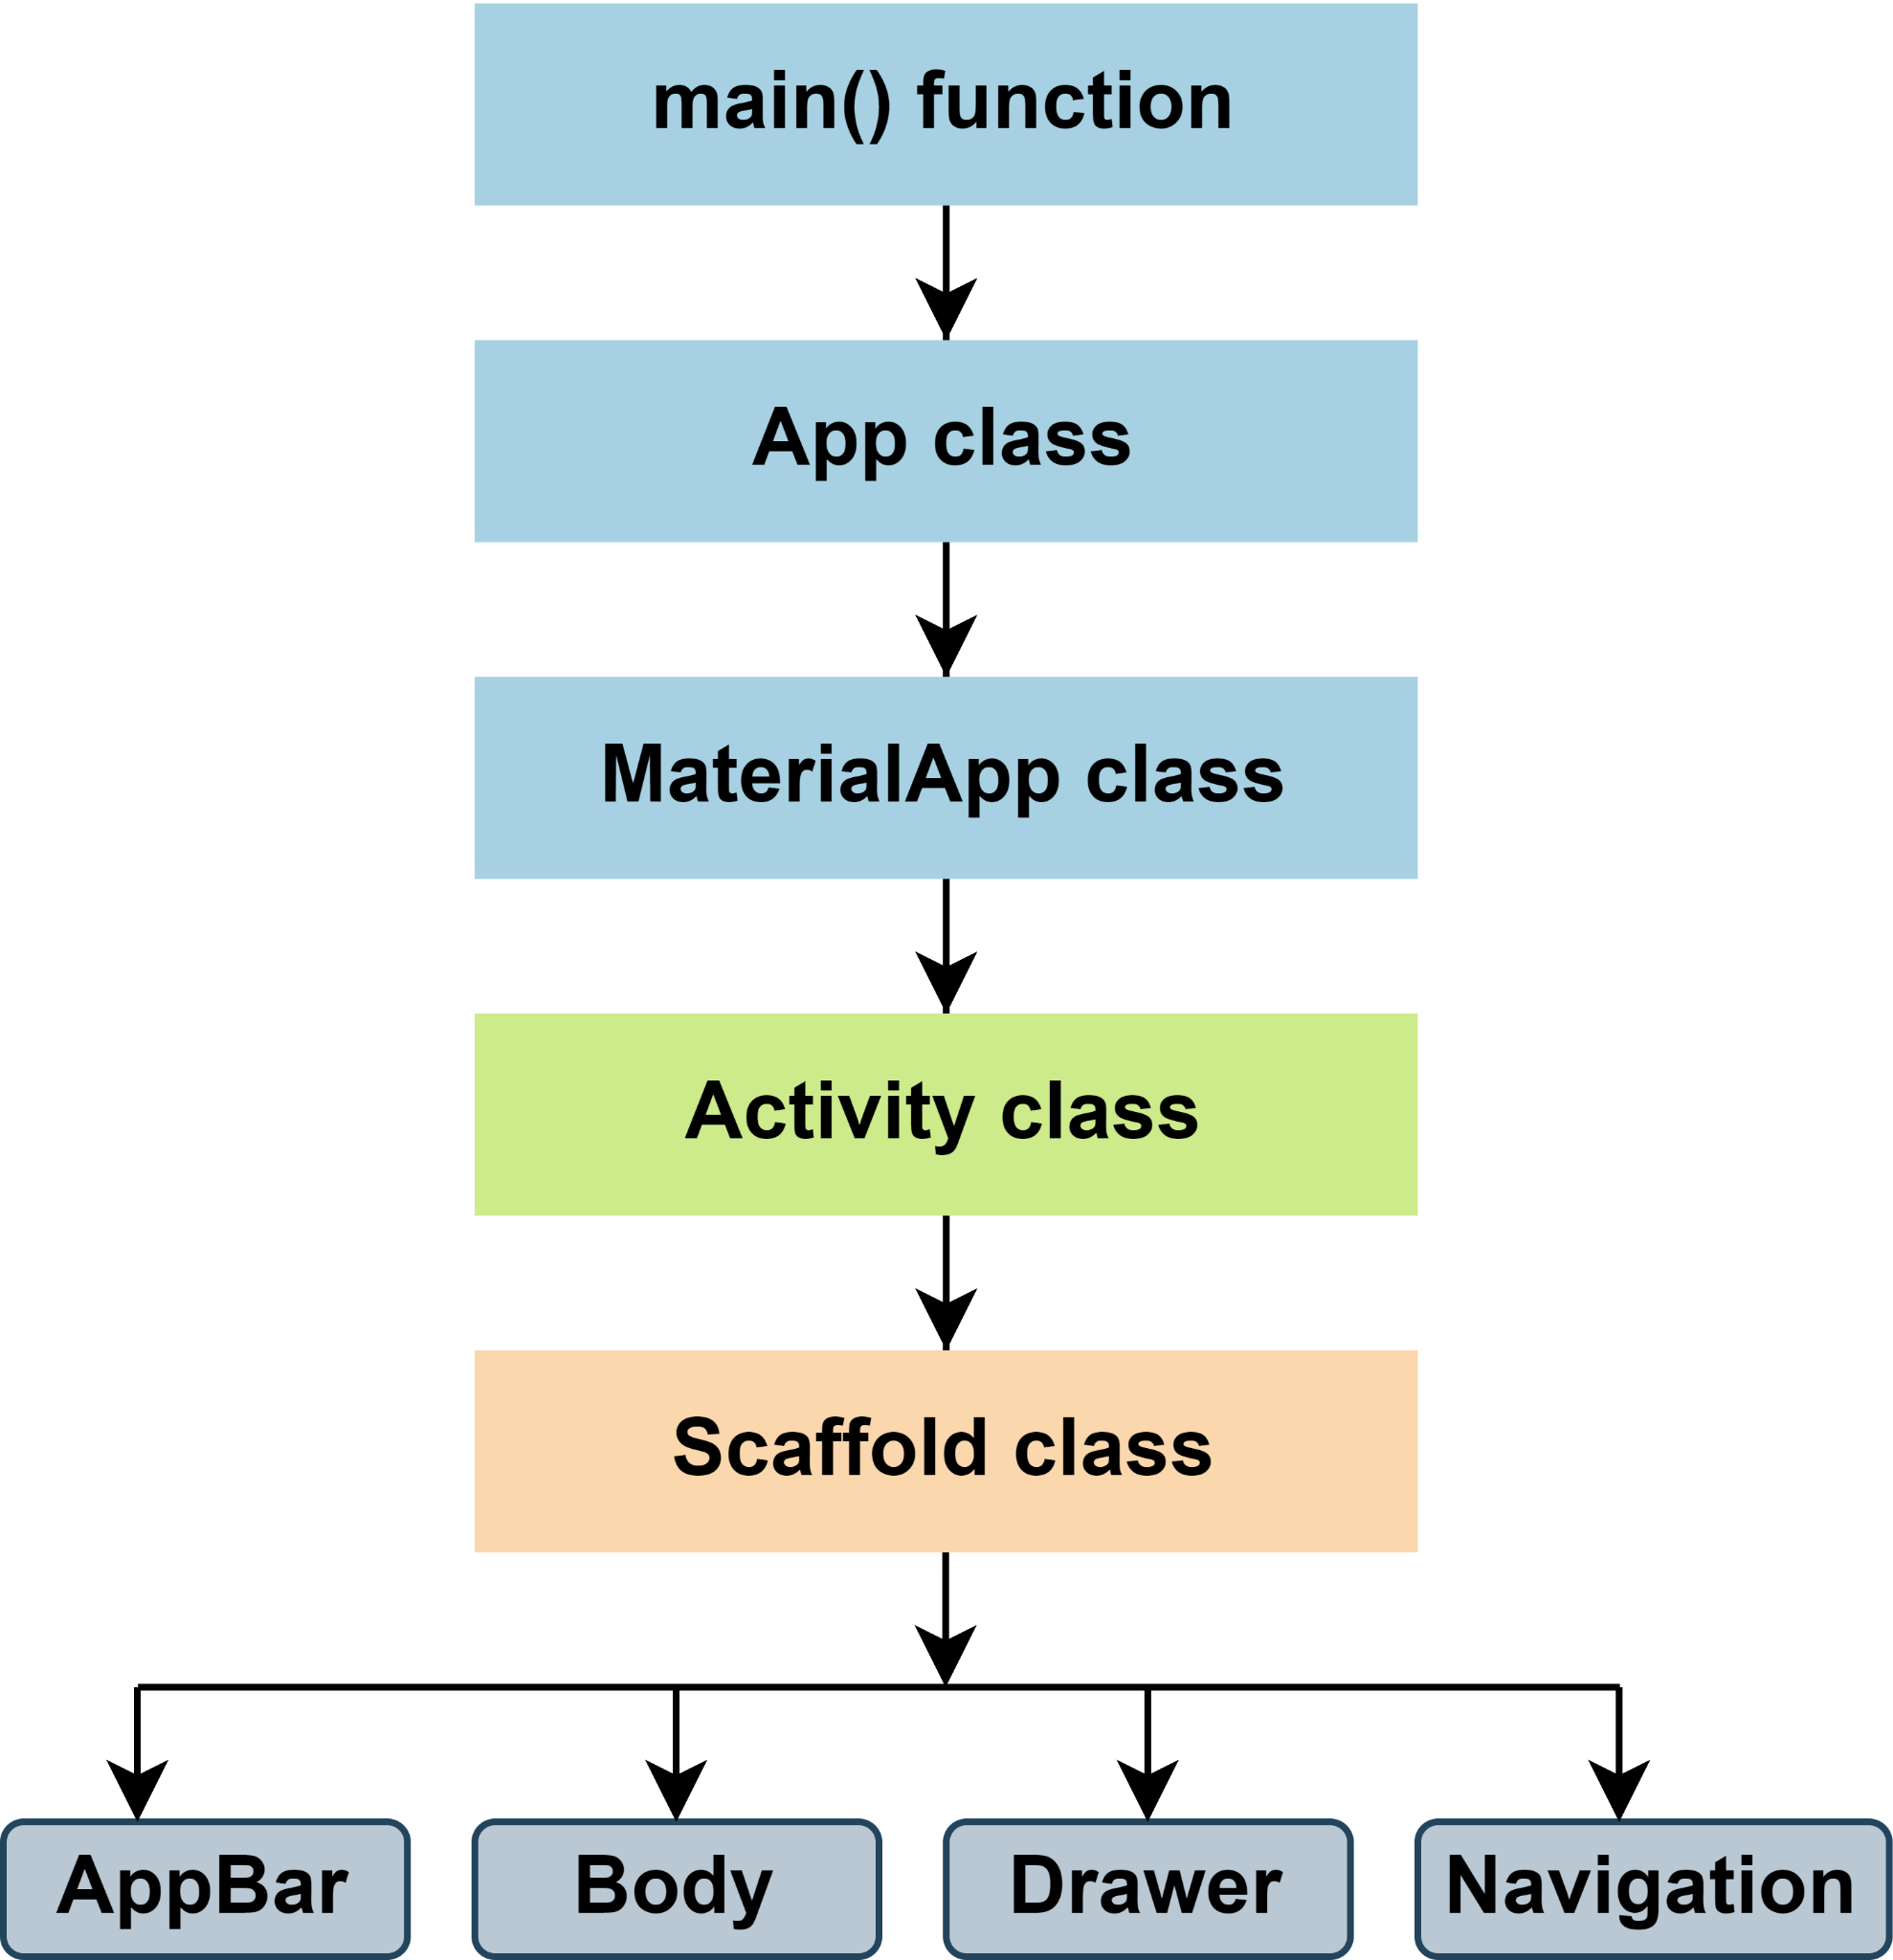 main() function
App class
MaterialApp class
Activity class
Scaffold class
AppBar
Body
Drawer
Navigation